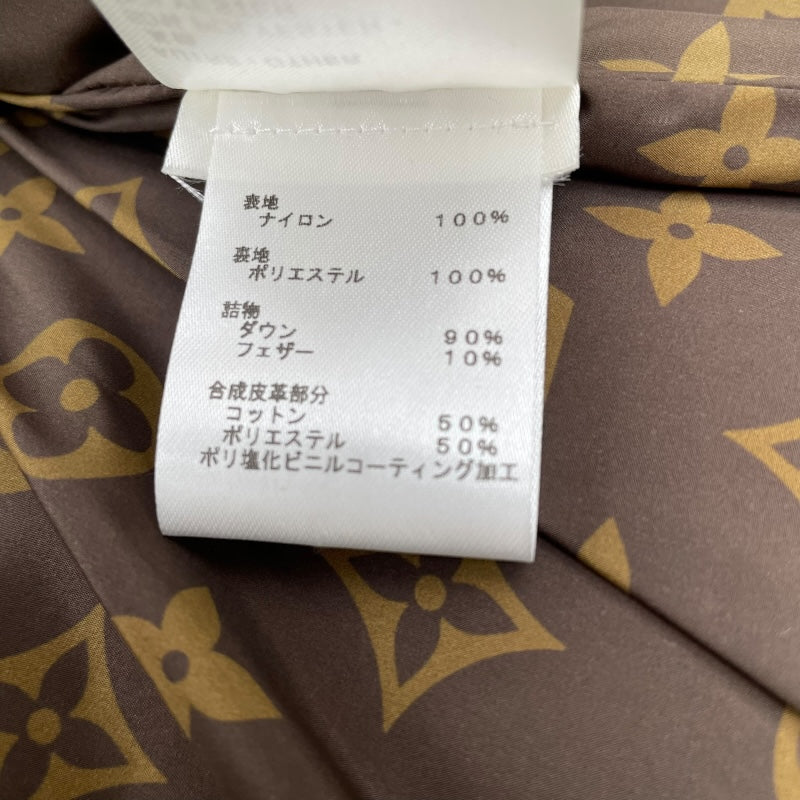 表地
ナイロン 100%
裏地
ポリエステル 100%
詰物
ダウン 90%
フェザー 10%
合成皮革部分
コットン 50%
ポリエステル 50%
ポリ塩化ビニルコーティング加工